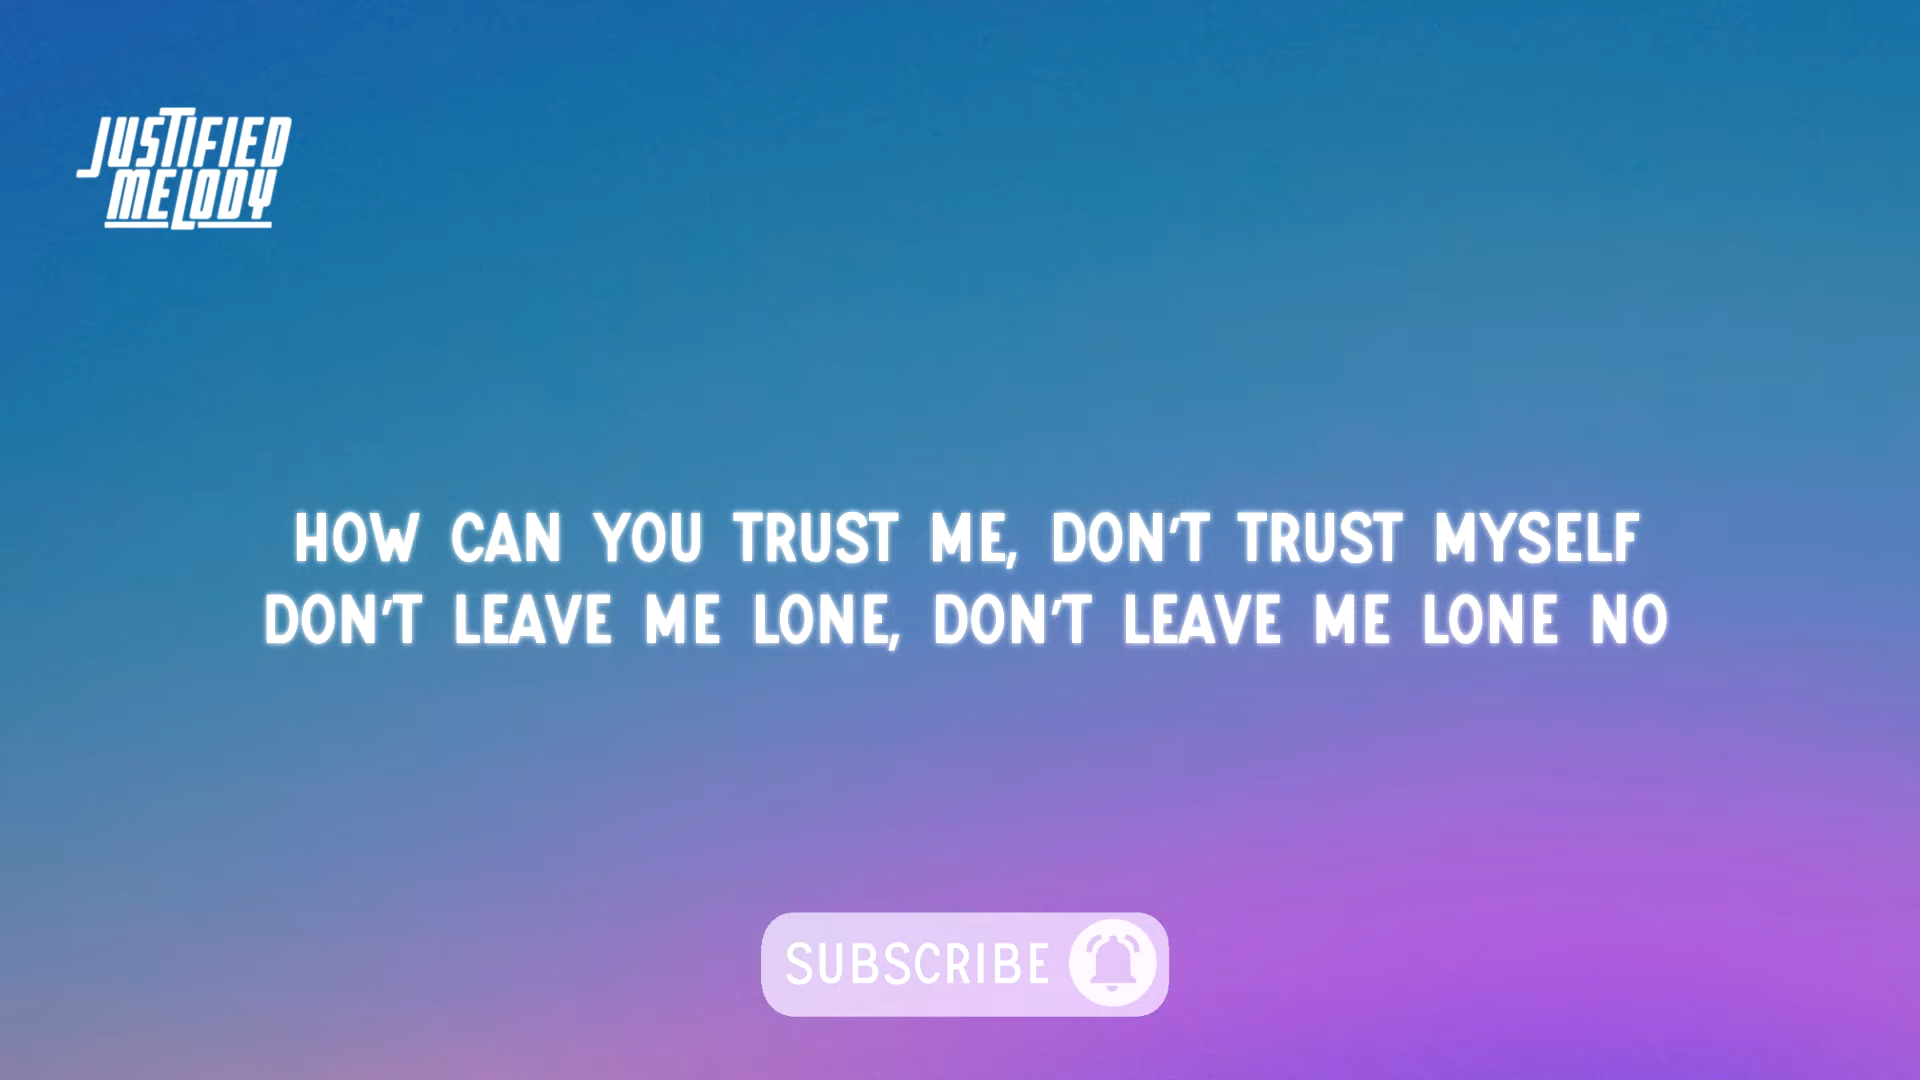 JUSTIFIED
MELODY
HOW CAN YOU TRUST ME, DON'T TRUST MYSELF
DON'T LEAVE ME LONE, DON'T LEAVE ME LONE NO
SUBSCRIBE